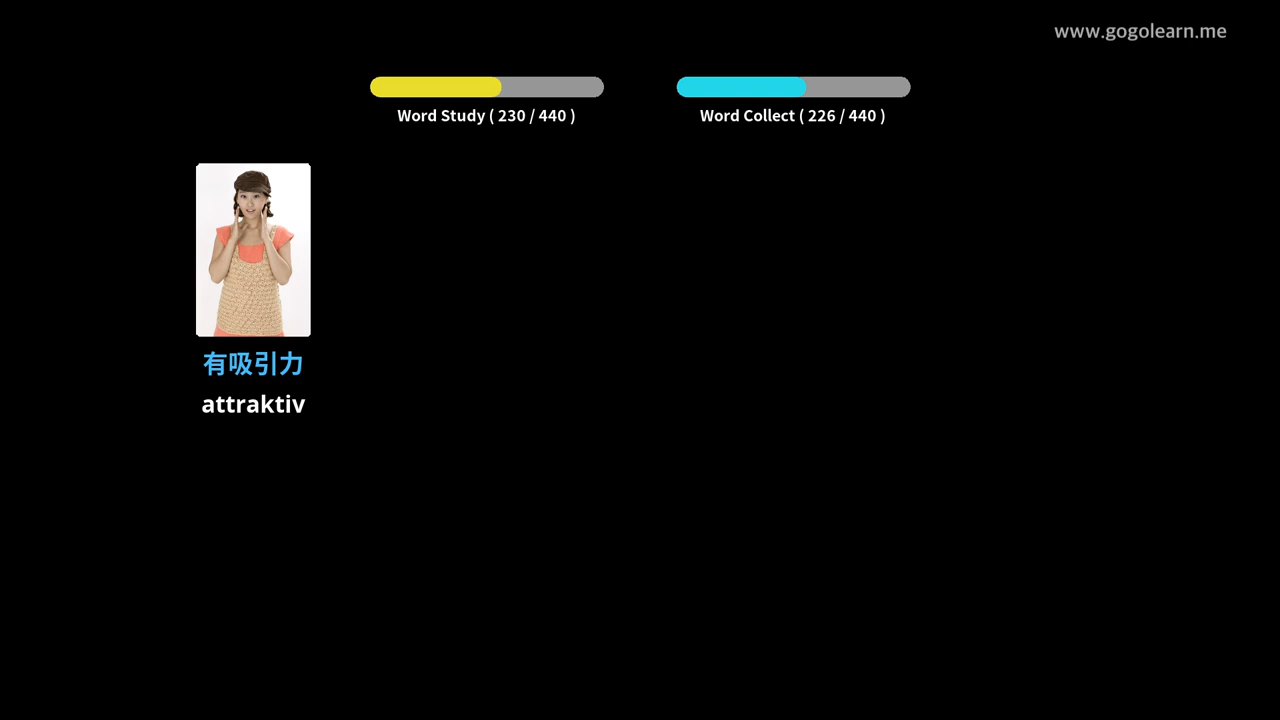 www.gogolearn.me
Word Study ( 230 / 440 )
Word Collect ( 226 / 440 )
有吸引力
attraktiv